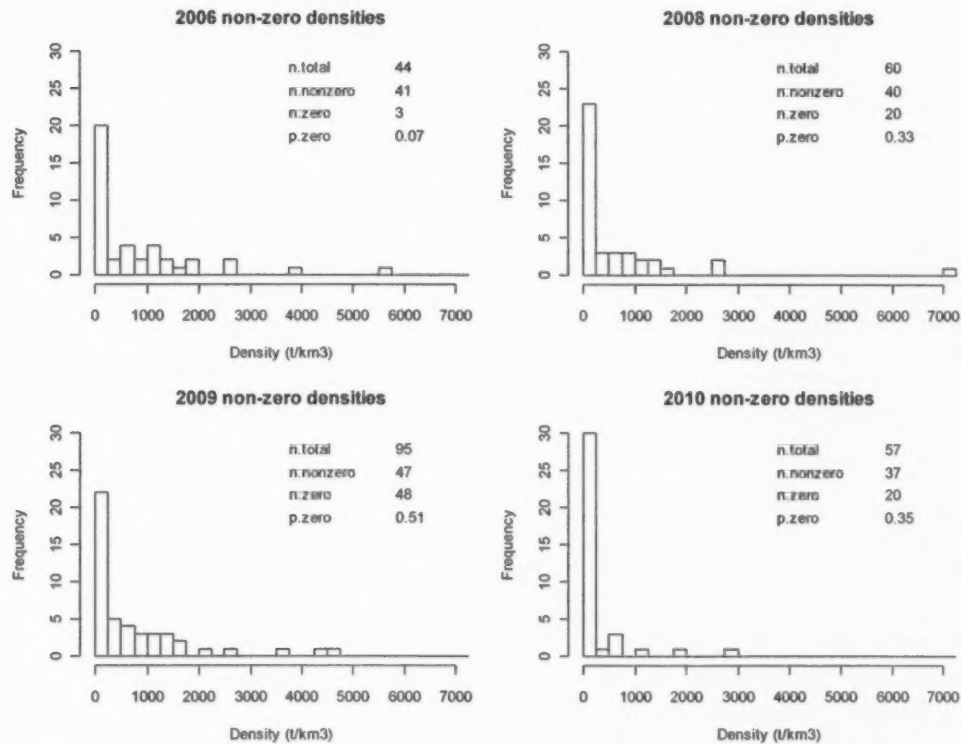 2006 non-zero densities
30
25
20
15
10
5
0
Frequency
n.total 44
n.nonzero 41
n.zero 3
p.zero 0.07
0 1000 2000 3000 4000 5000 6000 7000
Density (t/km3)
2008 non-zero densities
30
25
20
15
10
5
0
Frequency
n.total 60
n.nonzero 40
n.zero 20
p.zero 0.33
0 1000 2000 3000 4000 5000 6000 7000
Density (t/km3)
2009 non-zero densities
30
25
20
15
10
5
0
Frequency
n.total 95
n.nonzero 47
n.zero 48
p.zero 0.51
0 1000 2000 3000 4000 5000 6000 7000
Density (t/km3)
2010 non-zero densities
30
25
20
15
10
5
0
Frequency
n.total 57
n.nonzero 37
n.zero 20
p.zero 0.35
0 1000 2000 3000 4000 5000 6000 7000
Density (t/km3)